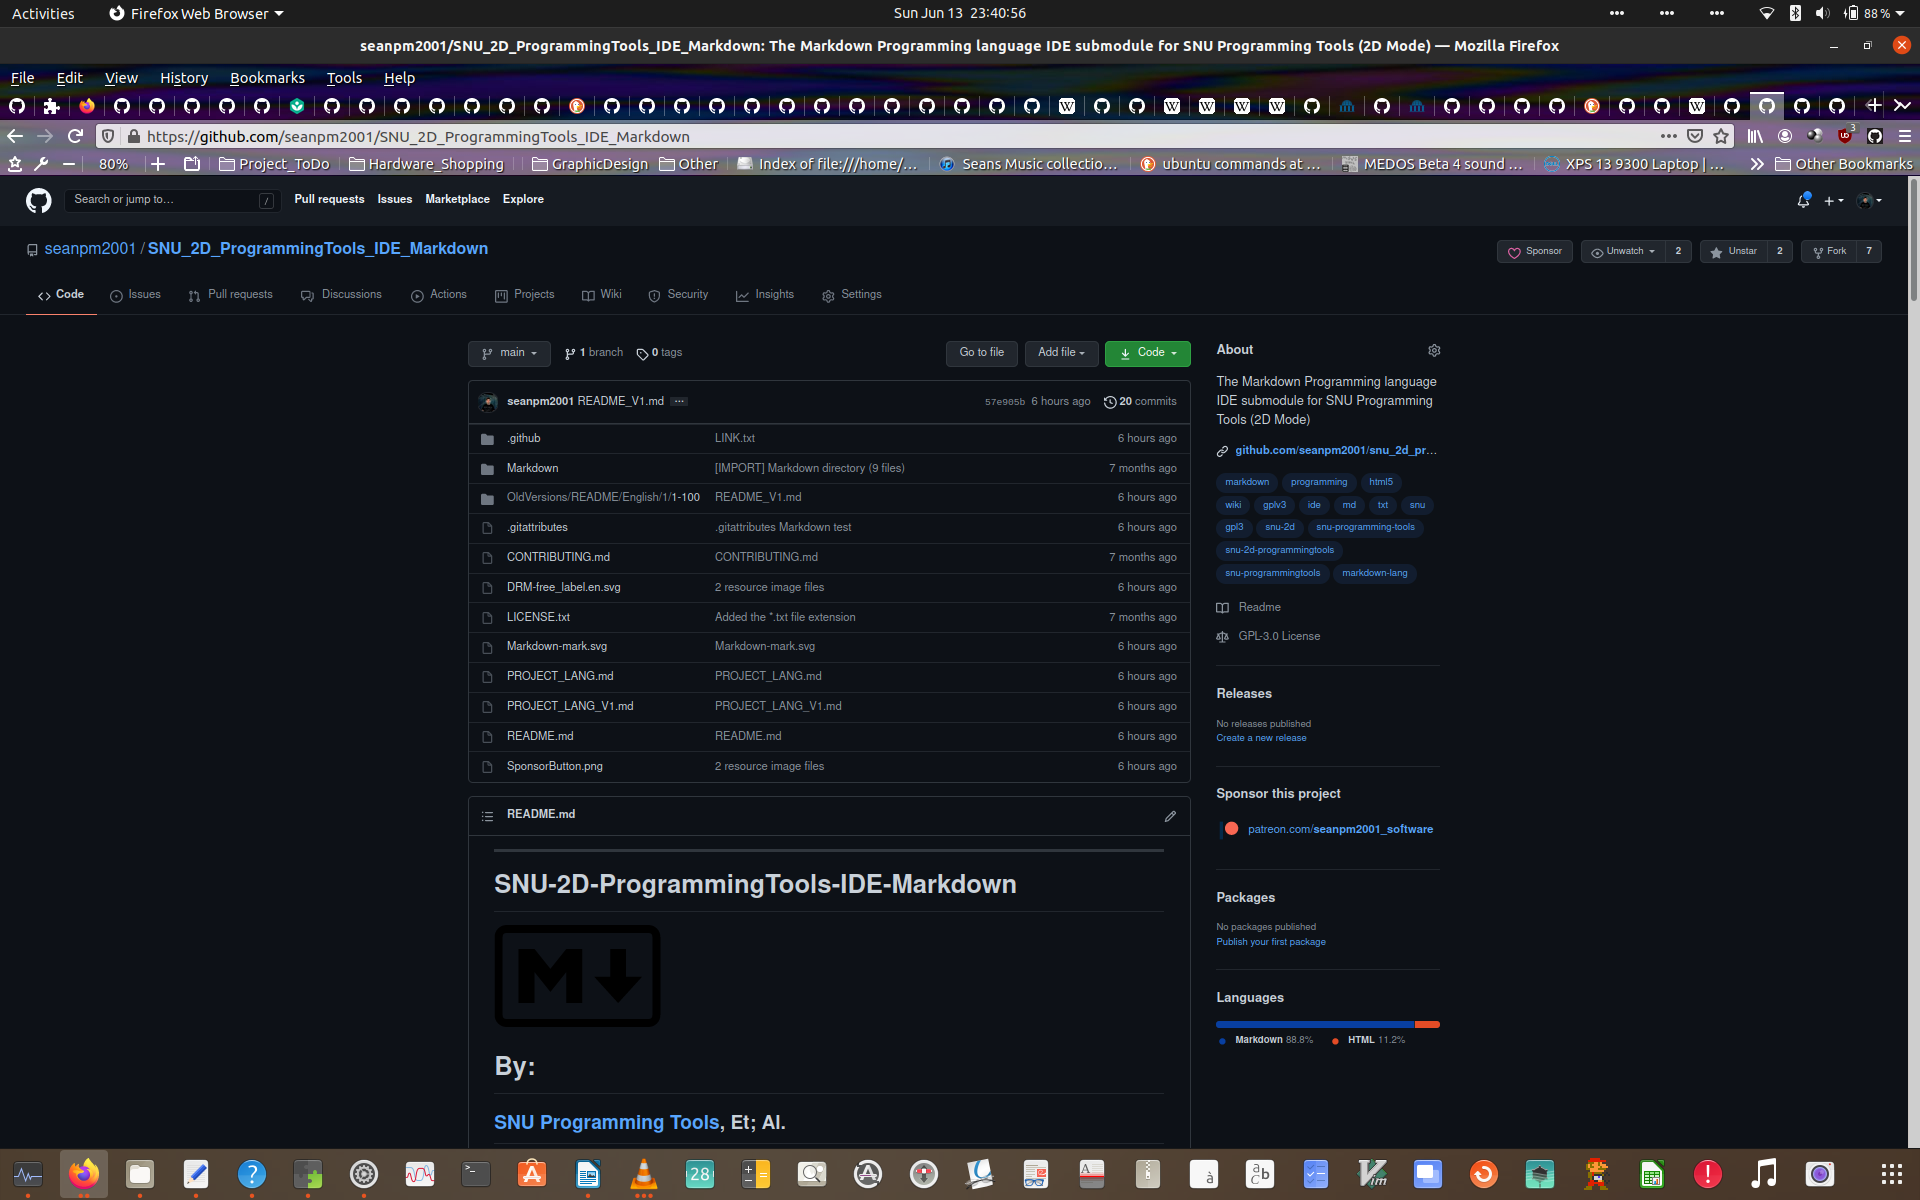 Activities
Firefox Web Browser
Sun Jun 13 23:40:56
88 %
seanpm2001/SNU_2D_ProgrammingTools_IDE_Markdown: The Markdown Programming language IDE submodule for SNU Programming Tools (2D Mode) — Mozilla Firefox
File Edit View History Bookmarks Tools Help
https://github.com/seanpm2001/SNU_2D_ProgrammingTools_IDE_Markdown
3
80%
Project_ToDo
Hardware_Shopping
GraphicDesign
Other
Index of file:///home/...
Seans Music collectio...
ubuntu commands at ...
MEDOS Beta 4 sound ...
XPS 13 9300 Laptop | ...
Other Bookmarks
Search or jump to... /
Pull requests Issues Marketplace Explore
seanpm2001 / SNU_2D_ProgrammingTools_IDE_Markdown
Sponsor
Unwatch 2
Unstar 2
Fork 7
Code Issues Pull requests Discussions Actions Projects Wiki Security Insights Settings
main
1 branch
0 tags
Go to file
Add file
Code
seanpm2001 README_V1.md ...
57e905b 6 hours ago
20 commits
.github LINK.txt 6 hours ago
Markdown [IMPORT] Markdown directory (9 files) 7 months ago
OldVersions/README/English/1/1-100 README_V1.md 6 hours ago
.gitattributes .gitattributes Markdown test 6 hours ago
CONTRIBUTING.md CONTRIBUTING.md 7 months ago
DRM-free_label.en.svg 2 resource image files 6 hours ago
LICENSE.txt Added the *.txt file extension 7 months ago
Markdown-mark.svg Markdown-mark.svg 6 hours ago
PROJECT_LANG.md PROJECT_LANG.md 6 hours ago
PROJECT_LANG_V1.md PROJECT_LANG_V1.md 6 hours ago
README.md README.md 6 hours ago
SponsorButton.png 2 resource image files 6 hours ago
README.md
SNU-2D-ProgrammingTools-IDE-Markdown
M
By:
SNU Programming Tools, Et; Al.
About
The Markdown Programming language
IDE submodule for SNU Programming
Tools (2D Mode)
github.com/seanpm2001/snu_2d_pr...
markdown programming html5
wiki gplv3 ide md txt snu
gpl3 snu-2d snu-programming-tools
snu-2d-programmingtools
snu-programmingtools markdown-lang
Readme
GPL-3.0 License
Releases
No releases published
Create a new release
Sponsor this project
patreon.com/seanpm2001_software
Packages
No packages published
Publish your first package
Languages
Markdown 88.8% HTML 11.2%
28